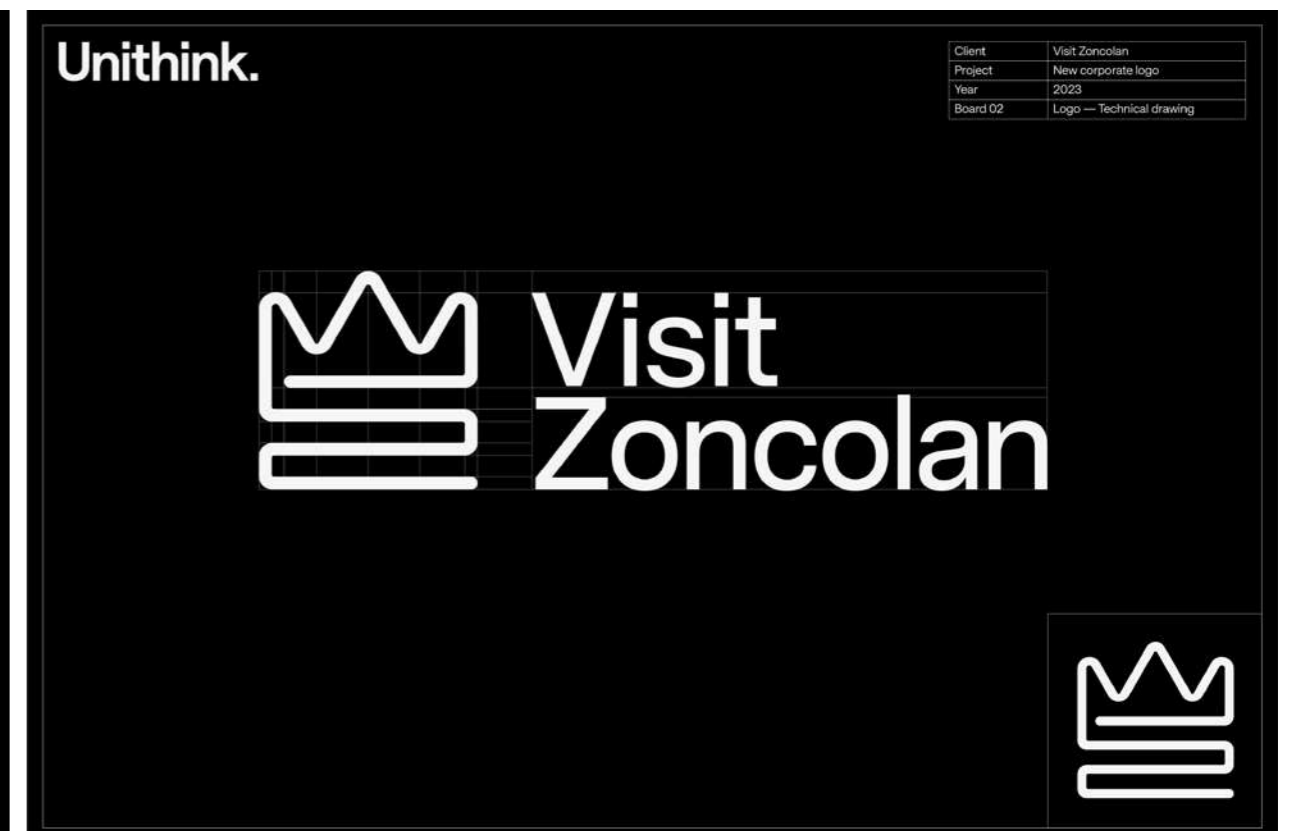 Unithink.
Client Visit Zoncolan
Project New corporate logo
Year 2023
Board 02 Logo — Technical drawing
Visit
Zoncolan